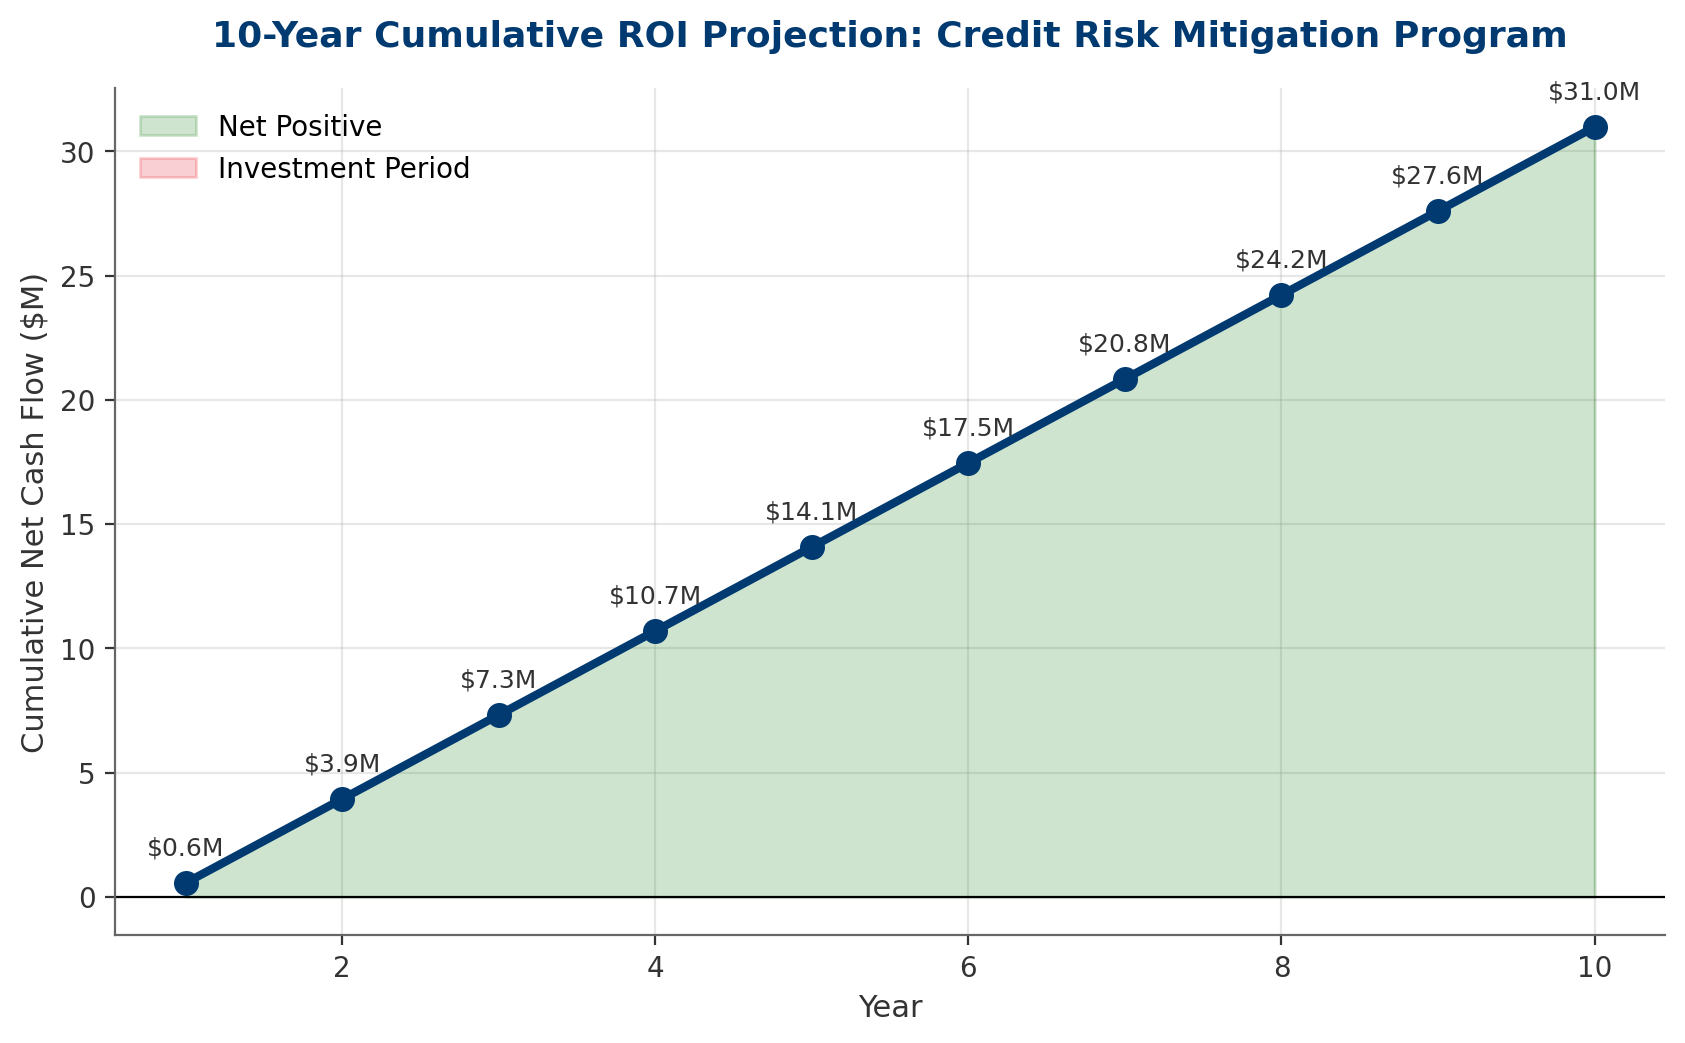 10-Year Cumulative ROI Projection: Credit Risk Mitigation Program
Net Positive
Investment Period
Cumulative Net Cash Flow ($M)
30
25
20
15
10
5
0
$0.6M
$3.9M
$7.3M
$10.7M
$14.1M
$17.5M
$20.8M
$24.2M
$27.6M
$31.0M
2
4
6
8
10
Year